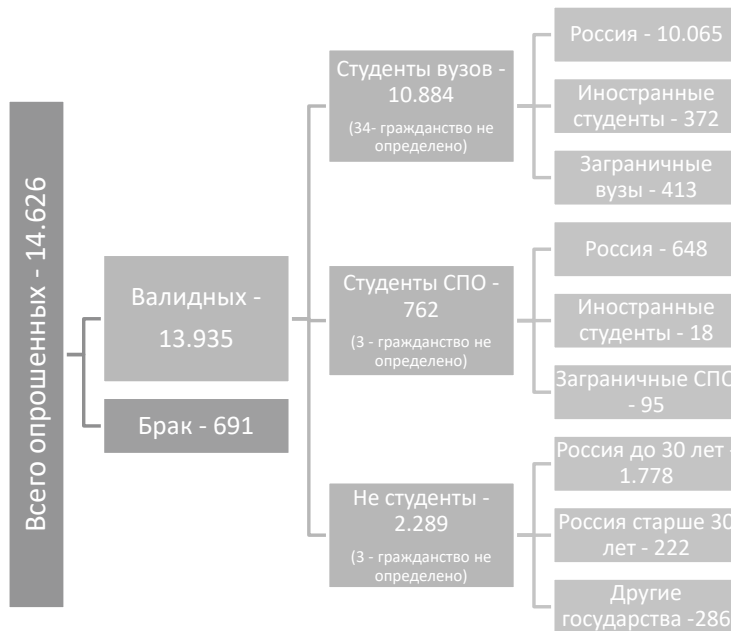 Всего опрошенных - 14.626
Валидных -
13.935
Брак - 691
Студенты вузов -
10.884
(34- гражданство не
определено)
Россия - 10.065
Иностранные
студенты - 372
Заграничные
вузы - 413
Студенты СПО -
762
(3 - гражданство не
определено)
Россия - 648
Иностранные
студенты - 18
Заграничные СПО
- 95
Не студенты -
2.289
(3 - гражданство не
определено)
Россия до 30 лет -
1.778
Россия старше 30
лет - 222
Другие
государства -286